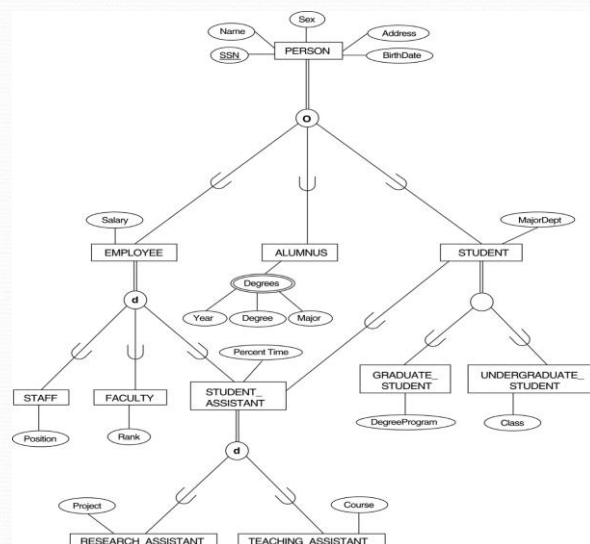 Sex
Name
Address
SSN
PERSON
BirthDate
O
Salary
MajorDept
EMPLOYEE
ALUMNUS
STUDENT
Degrees
d
Year
Degree
Major
Percent Time
STAFF
FACULTY
STUDENT_
ASSISTANT
GRADUATE_
STUDENT
UNDERGRADUATE_
STUDENT
Position
Rank
DegreeProgram
Class
d
Project
Course
RESEARCH_ASSISTANT
TEACHING_ASSISTANT